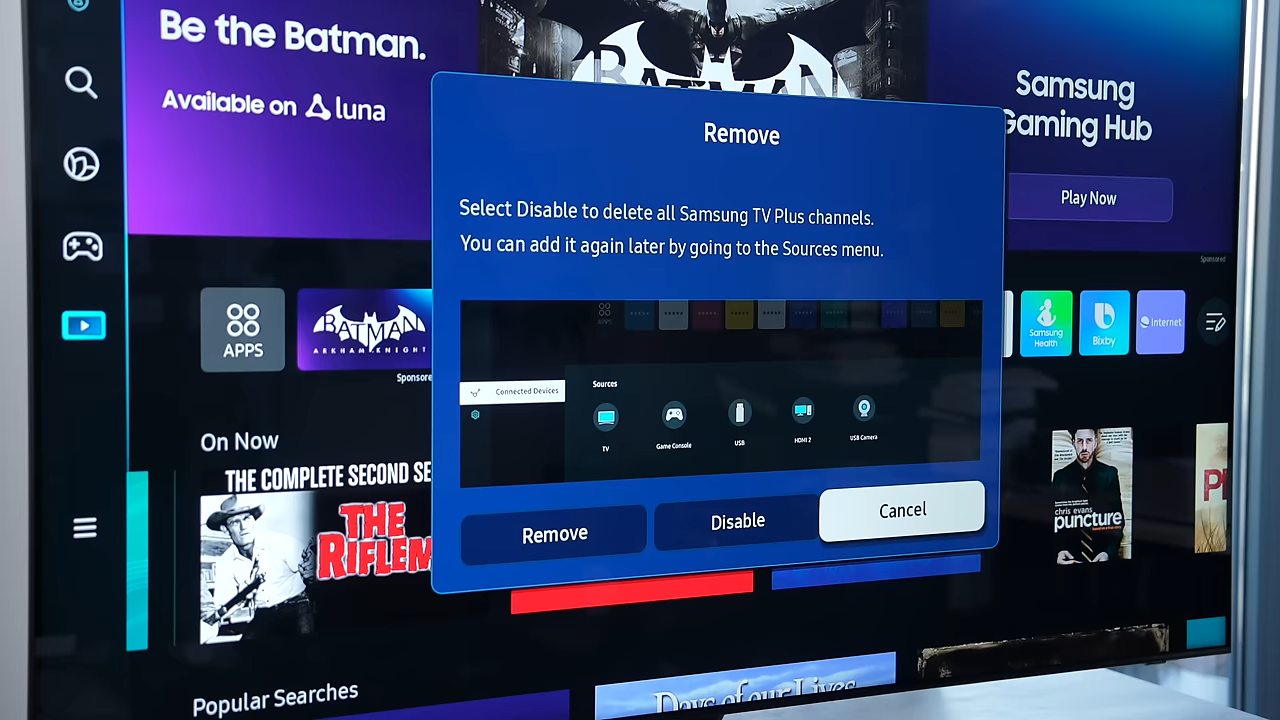 Be the Batman.
Available on luna
BATMAN
Samsung
Gaming Hub
Play Now
Sponsored
Remove
Select Disable to delete all Samsung TV Plus channels.
You can add it again later by going to the Sources menu.
APPS
Connected Devices
Sources
TV
Game Console
USB
HDMI 2
USB Camera
Remove
Disable
Cancel
APPS
BATMAN
ARKHAM KNIGHT
Sponsore
Samsung
Health
Bixby
Internet
On Now
THE COMPLETE SECOND SE
THE
RIFLEM
chris evans
puncture
P
Popular Searches
Days of our Lives